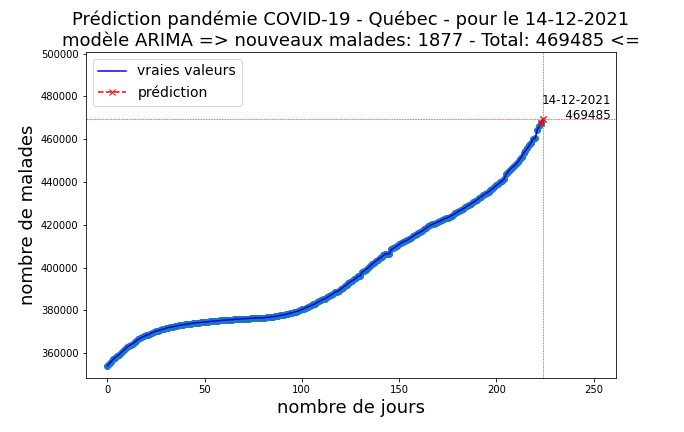 Prédiction pandémie COVID-19 - Québec - pour le 14-12-2021
modèle ARIMA => nouveaux malades: 1877 - Total: 469485 <=
vraies valeurs
prédiction
14-12-2021
469485
nombre de malades
500000
480000
460000
440000
420000
400000
380000
360000
0 50 100 150 200 250
nombre de jours